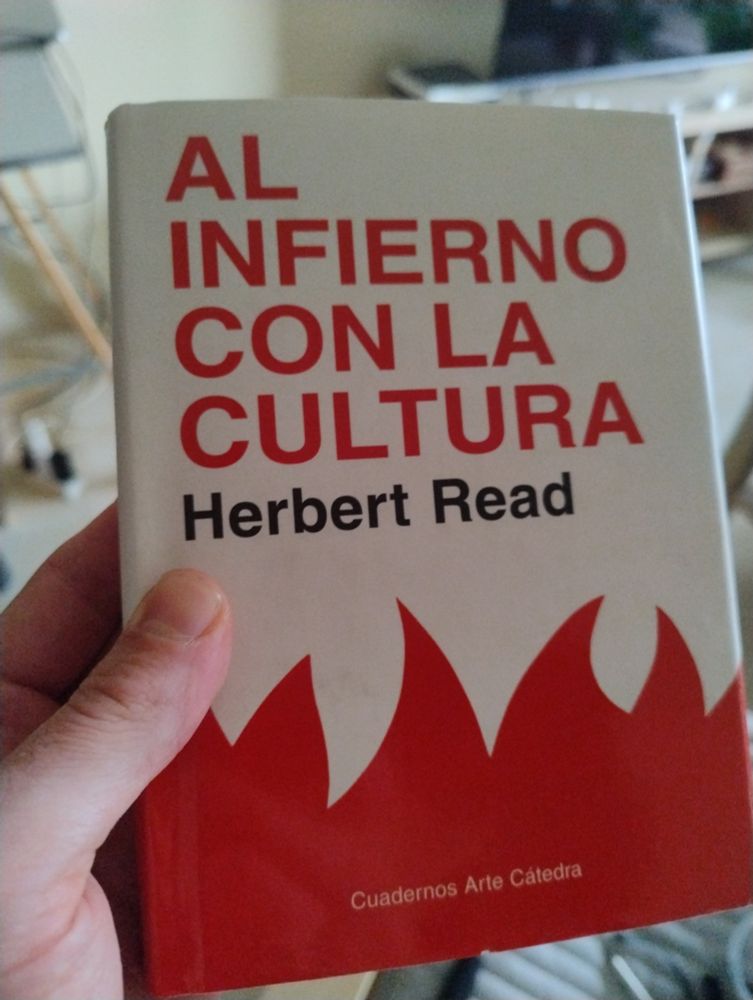 AL
INFIERNO
CON LA
CULTURA
Herbert Read
Cuadernos Arte Cátedra